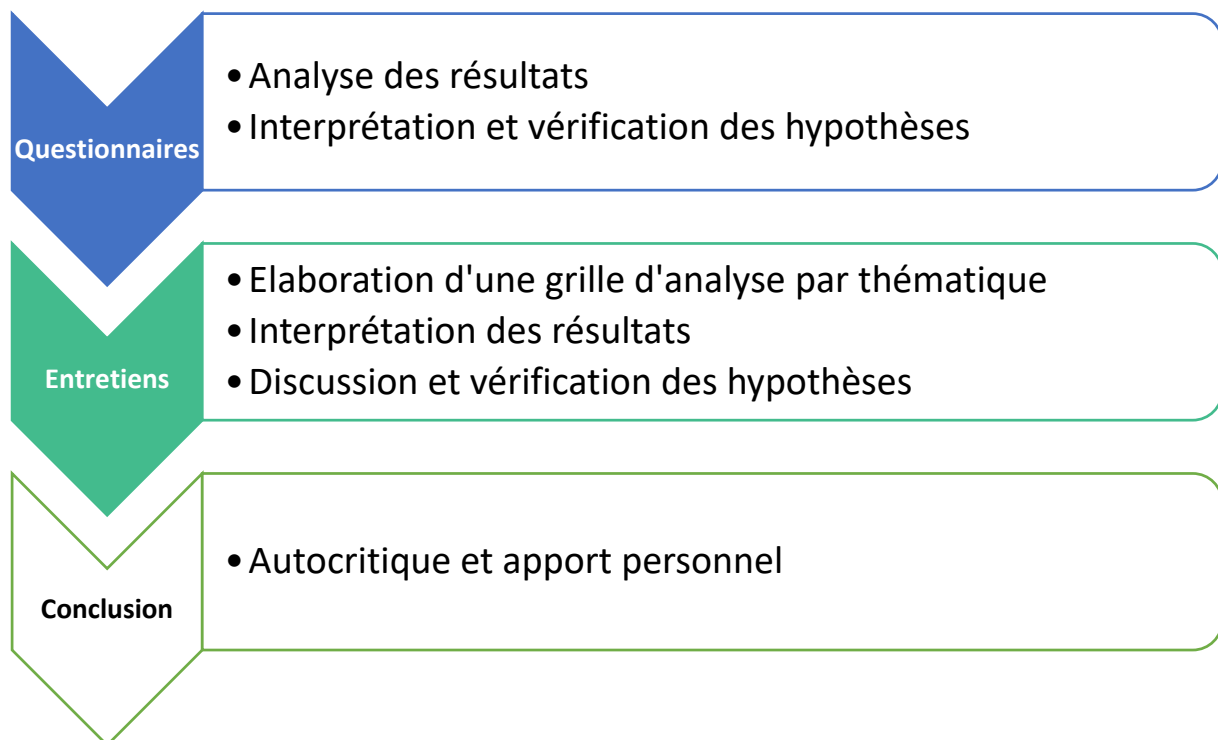 Questionnaires
• Analyse des résultats
• Interprétation et vérification des hypothèses
Entretiens
• Elaboration d'une grille d'analyse par thématique
• Interprétation des résultats
• Discussion et vérification des hypothèses
Conclusion
• Autocritique et apport personnel